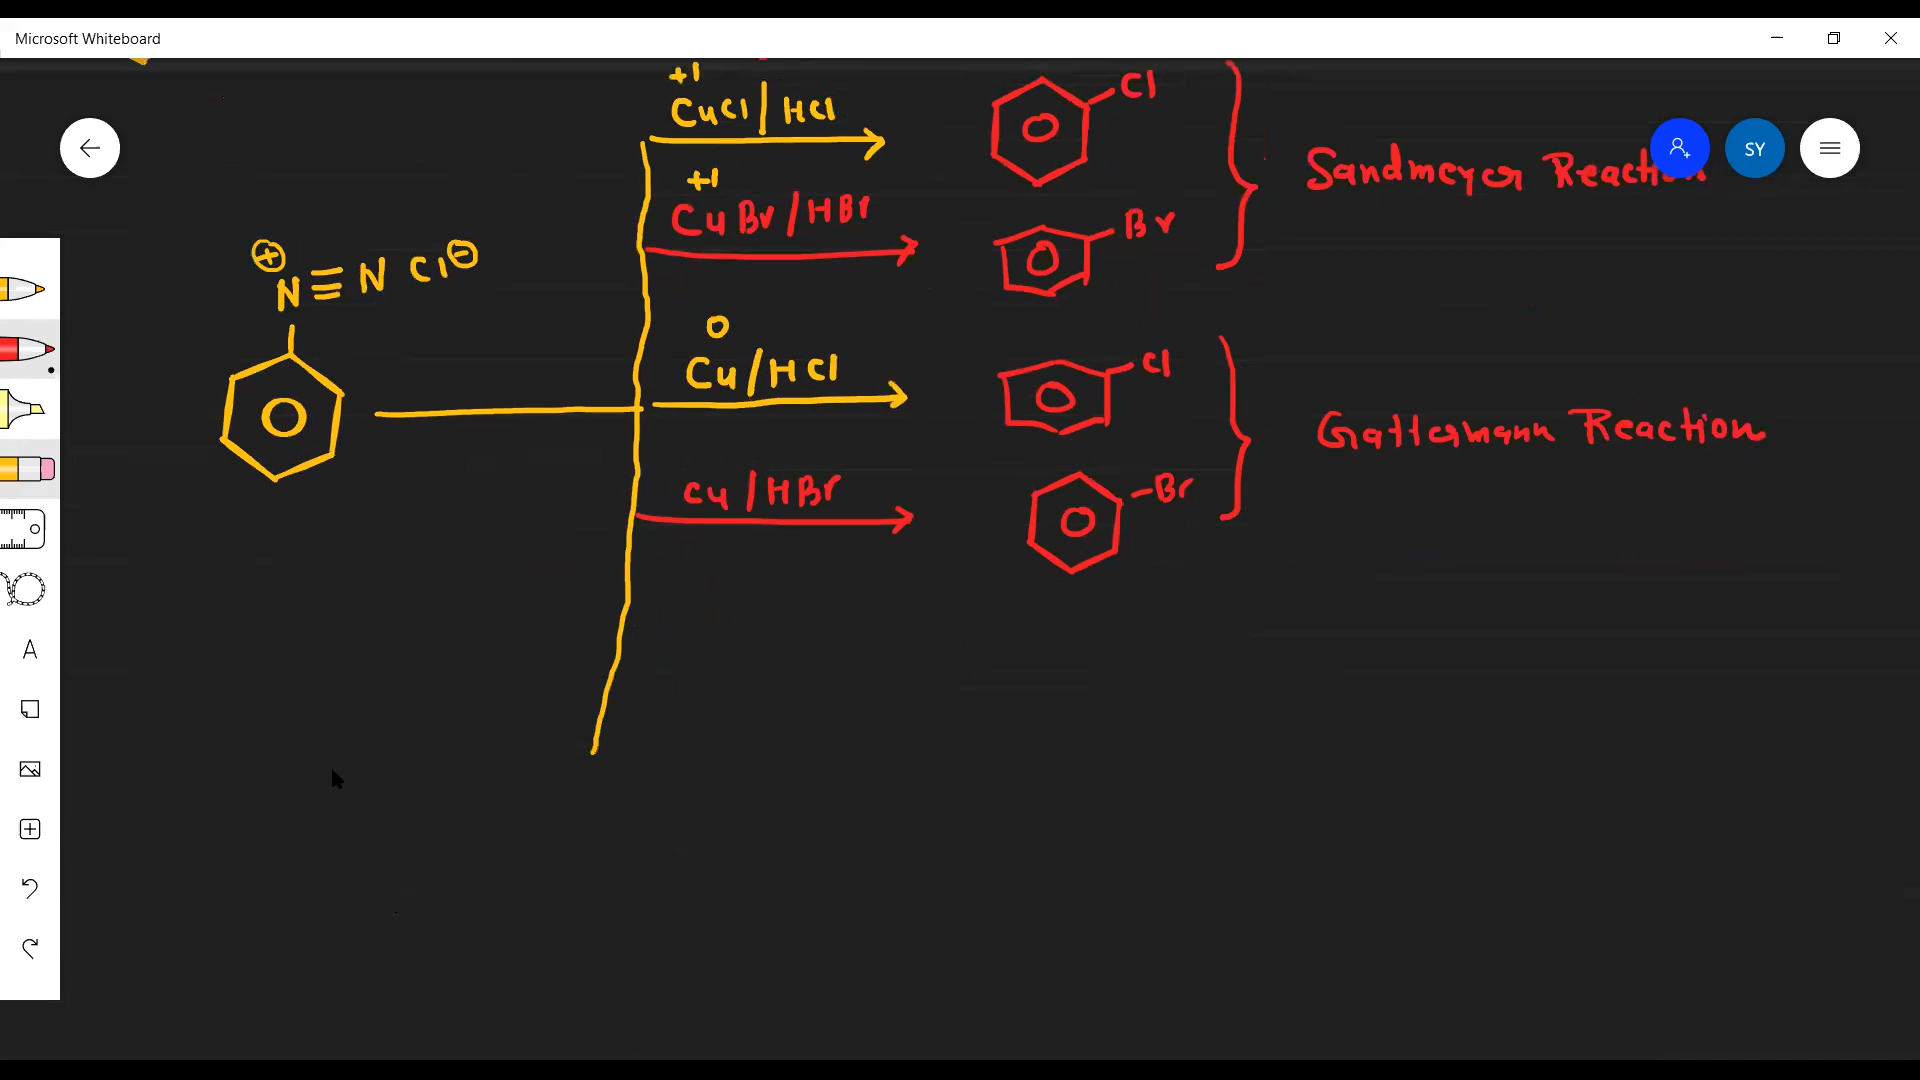 Microsoft Whiteboard
+1
CuCl / HCl
Cl
Sandmeyer Reaction
+1
CuBr / HBr
Br
⊕
N≡N Cl⊖
0
Cu / HCl
Cl
Gattermann Reaction
Cu / HBr
-Br
SY
A